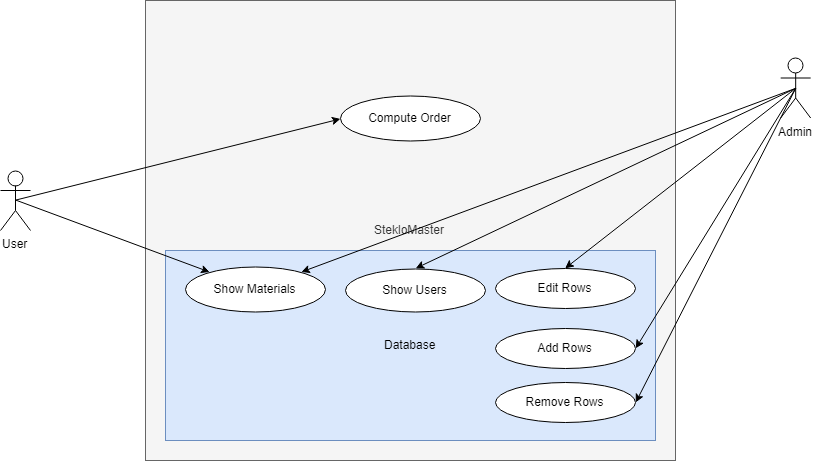 Compute Order
Admin
User
StekloMaster
Show Materials
Show Users
Edit Rows
Database
Add Rows
Remove Rows